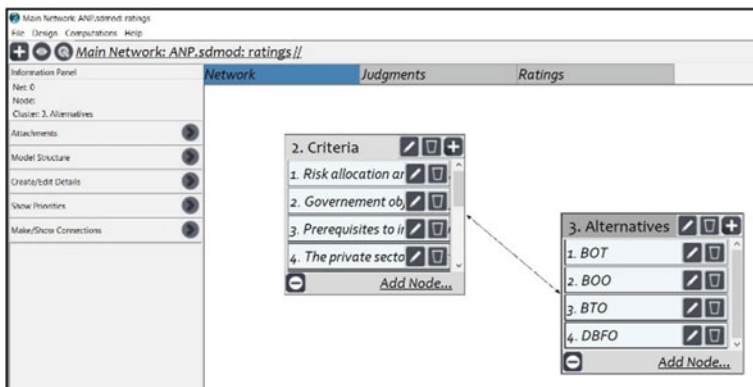 Main Network: ANP.sdmod: ratings
File Design Computations Help
Main Network: ANP.sdmod: ratings//
Information Panel
Net: 0
Node:
Cluster: 3. Alternatives
Attachments
Model Structure
Create/Edit Details
Show Priorities
Make/Show Connections
Network Judgments Ratings
2. Criteria
1. Risk allocation ar
2. Governement obj
3. Prerequisites to ir
4. The private secto
Add Node...
3. Alternatives
1. BOT
2. BOO
3. BTO
4. DBFO
Add Node...